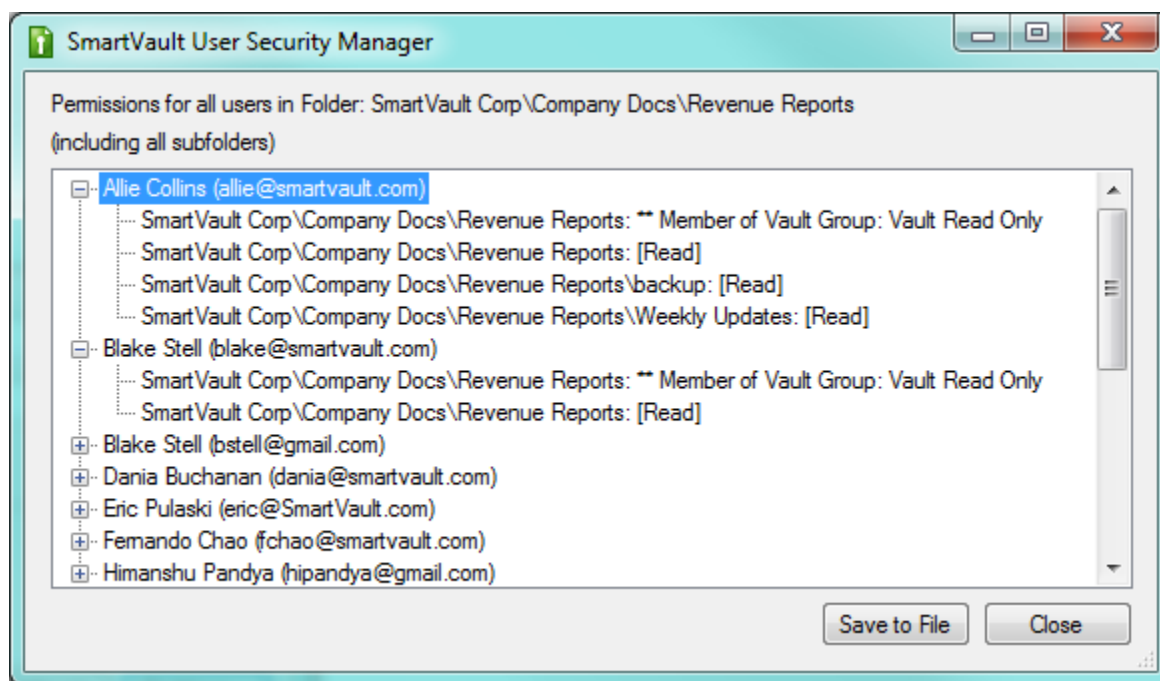 SmartVault User Security Manager
Permissions for all users in Folder: SmartVault Corp\Company Docs\Revenue Reports
(including all subfolders)
Allie Collins (allie@smartvault.com)
SmartVault Corp\Company Docs\Revenue Reports: ** Member of Vault Group: Vault Read Only
SmartVault Corp\Company Docs\Revenue Reports: [Read]
SmartVault Corp\Company Docs\Revenue Reports\backup: [Read]
SmartVault Corp\Company Docs\Revenue Reports\Weekly Updates: [Read]
Blake Stell (blake@smartvault.com)
SmartVault Corp\Company Docs\Revenue Reports: ** Member of Vault Group: Vault Read Only
SmartVault Corp\Company Docs\Revenue Reports: [Read]
Blake Stell (bstell@gmail.com)
Dania Buchanan (dania@smartvault.com)
Eric Pulaski (eric@SmartVault.com)
Fernando Chao (fchao@smartvault.com)
Himanshu Pandya (hipandya@gmail.com)
Save to File Close